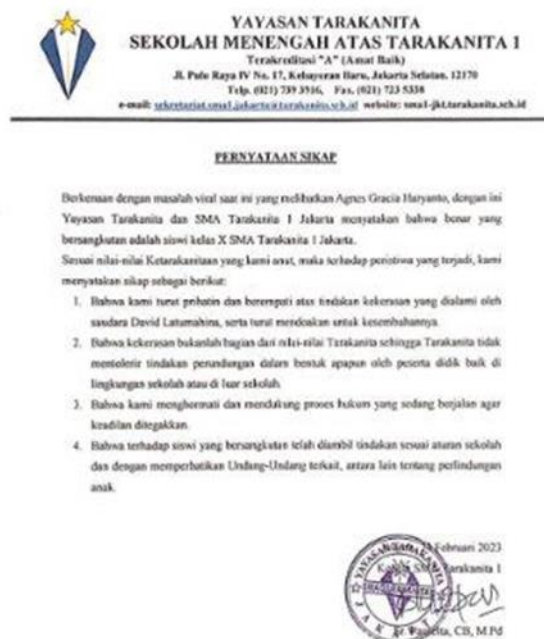 YAYASAN TARAKANITA
SEKOLAH MENENGAH ATAS TARAKANITA 1
Terakreditasi "A" (Amat Baik)
Jl. Pulo Raya IV No. 17, Kebayoran Baru, Jakarta Selatan. 12170
Telp. (021) 739 3916, Fax. (021) 723 5338
e-mail: sekretariat.sma1.jakarta@tarakanita.sch.id website: sma1-jkt.tarakanita.sch.id
PERNYATAAN SIKAP
Berkenaan dengan masalah viral saat ini yang melibatkan Agnes Gracia Haryanto, dengan ini
Yayasan Tarakanita dan SMA Tarakanita 1 Jakarta menyatakan bahwa benar yang
bersangkutan adalah siswi kelas X SMA Tarakanita 1 Jakarta.
Sesuai nilai-nilai Ketarakanitaan yang kami anut, maka terhadap peristiwa yang terjadi, kami
menyatakan sikap sebagai berikut:
1. Bahwa kami turut prihatin dan berempati atas tindakan kekerasan yang dialami oleh
saudara David Latumahina, serta turut mendoakan untuk kesembuhannya.
2. Bahwa kekerasan bukanlah bagian dari nilai-nilai Tarakanita sehingga Tarakanita tidak
mentolerir tindakan perundungan dalam bentuk apapun oleh peserta didik baik di
lingkungan sekolah atau di luar sekolah.
3. Bahwa kami menghormati dan mendukung proses hukum yang sedang berjalan agar
keadilan ditegakkan.
4. Bahwa terhadap siswi yang bersangkutan telah diambil tindakan sesuai aturan sekolah
dan dengan memperhatikan Undang-Undang terkait, antara lain tentang perlindungan
anak.
Februari 2023
SMA Tarakanita 1
YAYASAN
CB, M.Pd